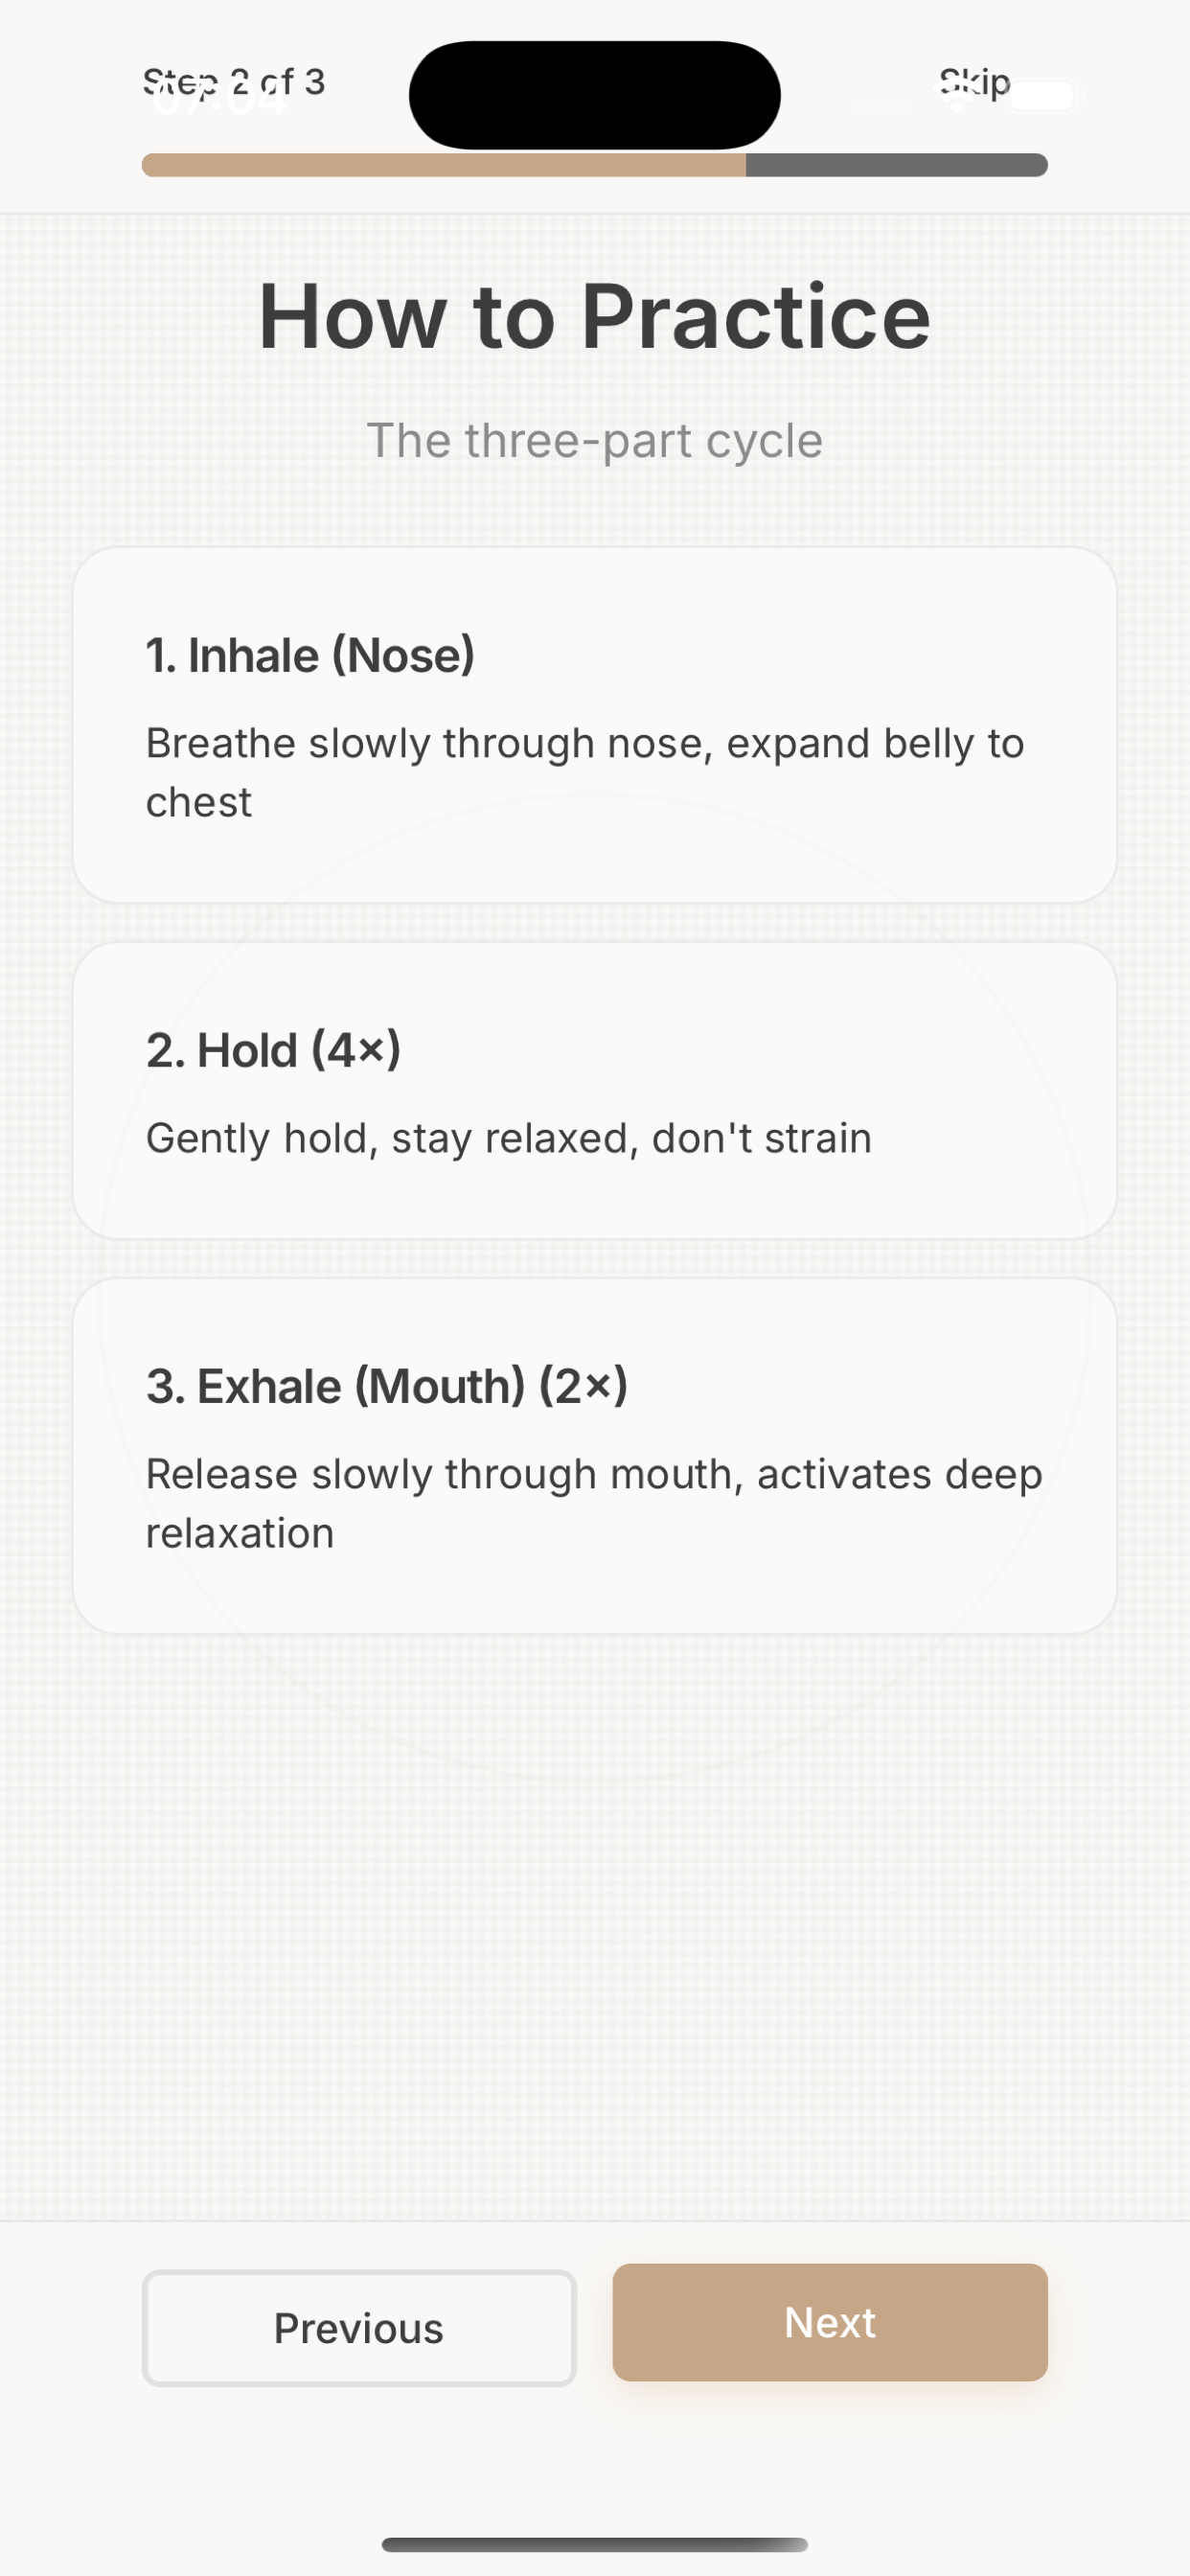 Step 2 of 3
07:04
Skip
How to Practice
The three-part cycle
1. Inhale (Nose)
Breathe slowly through nose, expand belly to
chest
2. Hold (4×)
Gently hold, stay relaxed, don't strain
3. Exhale (Mouth) (2×)
Release slowly through mouth, activates deep
relaxation
Previous
Next